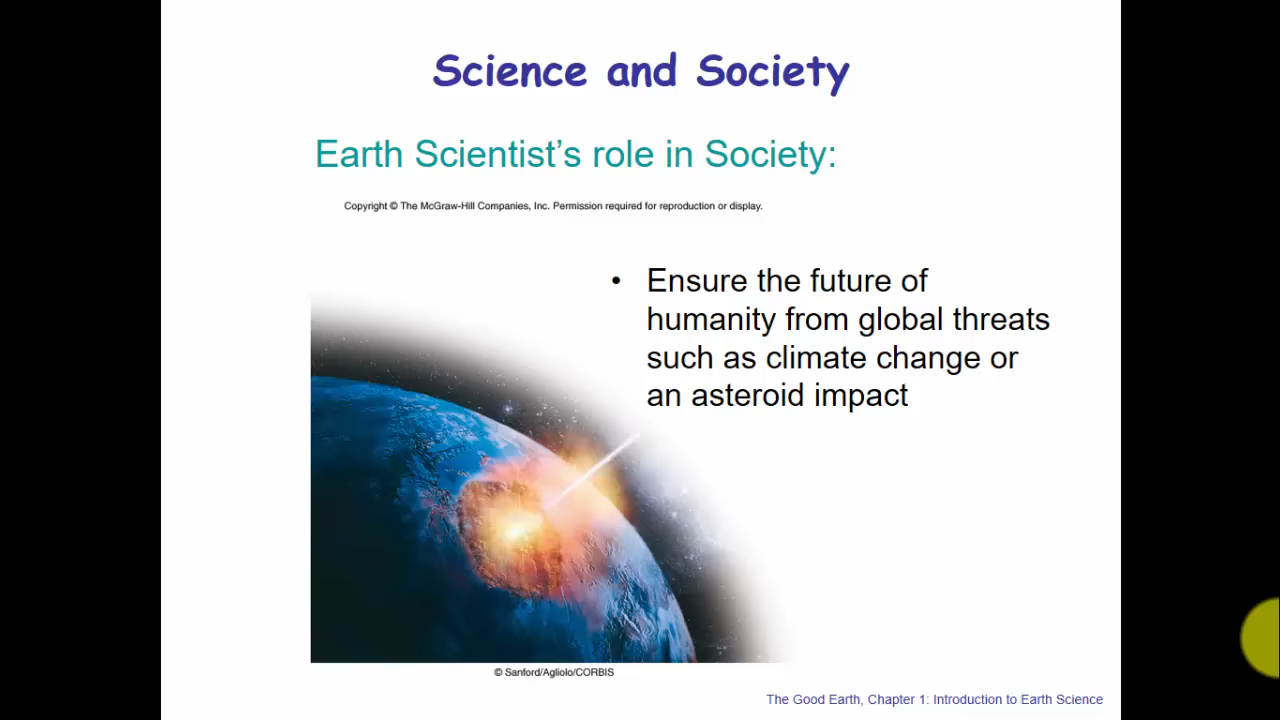 Science and Society
Earth Scientist’s role in Society:
Copyright © The McGraw-Hill Companies, Inc. Permission required for reproduction or display.
• Ensure the future of
humanity from global threats
such as climate change or
an asteroid impact
© Sanford/Agliolo/CORBIS
The Good Earth, Chapter 1: Introduction to Earth Science